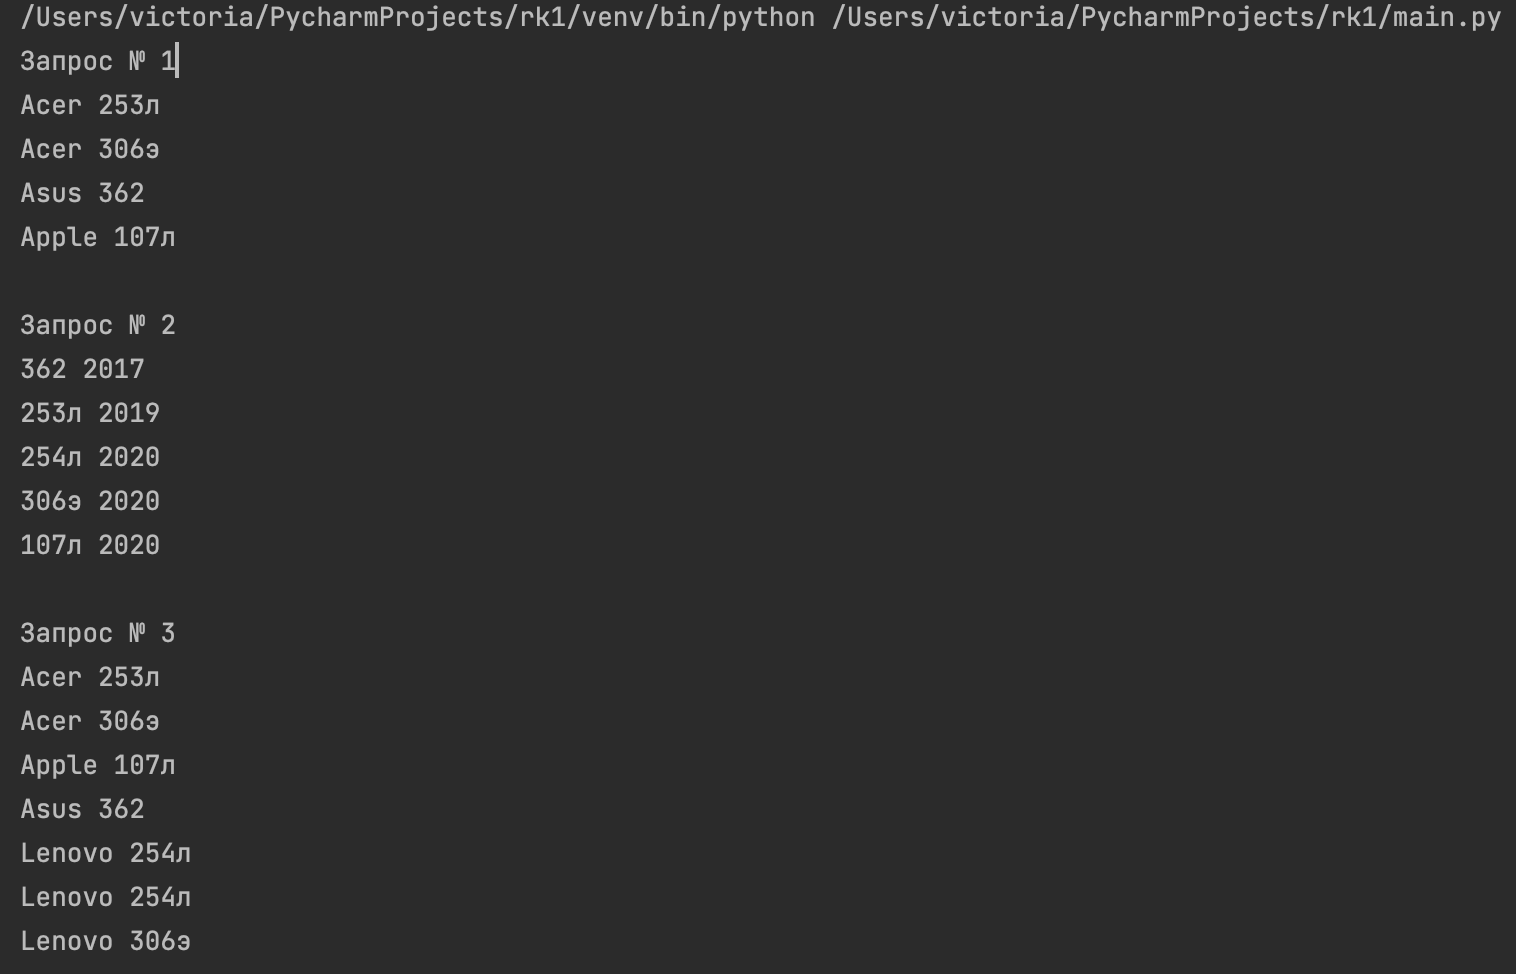 /Users/victoria/PycharmProjects/rk1/venv/bin/python /Users/victoria/PycharmProjects/rk1/main.py
Запрос № 1
Acer 253л
Acer 306э
Asus 362
Apple 107л
Запрос № 2
362 2017
253л 2019
254л 2020
306э 2020
107л 2020
Запрос № 3
Acer 253л
Acer 306э
Apple 107л
Asus 362
Lenovo 254л
Lenovo 254л
Lenovo 306э